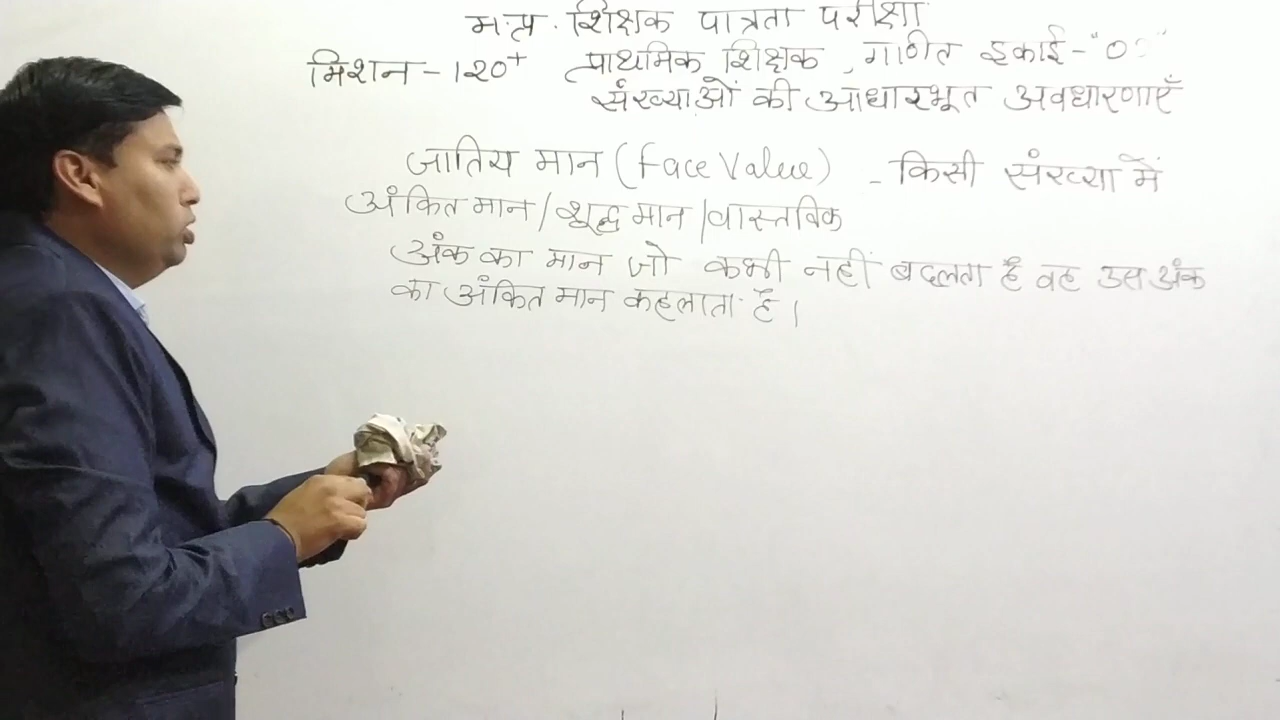 म.प्र. शिक्षक पात्रता परीक्षा
मिशन - 120+ प्राथमिक शिक्षक, गणित इकाई -
संख्याओं की आधारभूत अवधारणाएँ
जातिय मान (Face Value) - किसी संख्या में
अंकित मान / शुद्ध मान / वास्तविक
अंक का मान जो कभी नहीं बदलता है वह उस अंक
का अंकित मान कहलाता है।